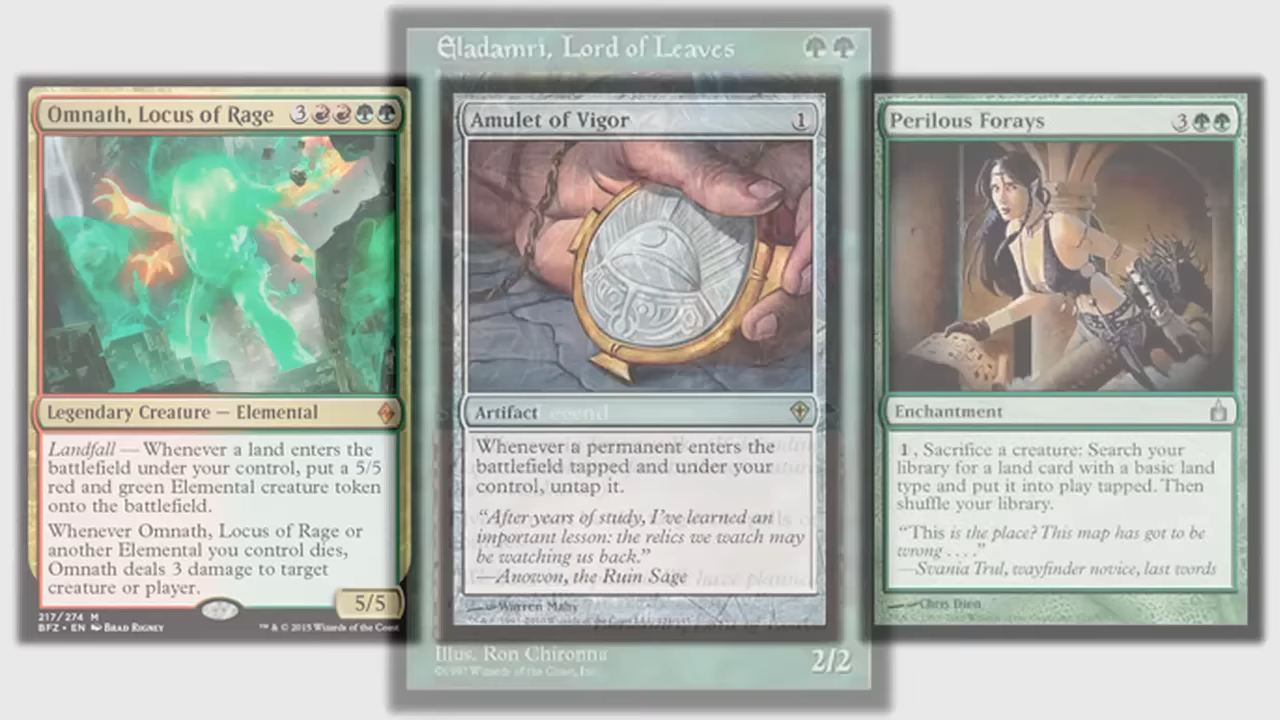 Eladamri, Lord of Leaves
Omnath, Locus of Rage 3
Legendary Creature — Elemental
Landfall — Whenever a land enters the
battlefield under your control, put a 5/5
red and green Elemental creature token
onto the battlefield.
Whenever Omnath, Locus of Rage or
another Elemental you control dies,
Omnath deals 3 damage to target
creature or player.
5/5
217/274 M
BFZ • EN Brad Rigney
™ & © 2015 Wizards of the Coast
Amulet of Vigor 1
Artifact
Whenever a permanent enters the
battlefield tapped and under your
control, untap it.
“After years of study, I’ve learned an
important lesson: the relics we watch may
be watching us back.”
—Anowon, the Ruin Sage
Warren Mahy
Perilous Forays 3
Enchantment
1, Sacrifice a creature: Search your
library for a land card with a basic land
type and put it into play tapped. Then
shuffle your library.
“This is the place? This map has got to be
wrong . . . .”
—Svania Trul, wayfinder novice, last words
Chris Dien
Illus. Ron Chironna
©1997 Wizards of the Coast, Inc.
2/2